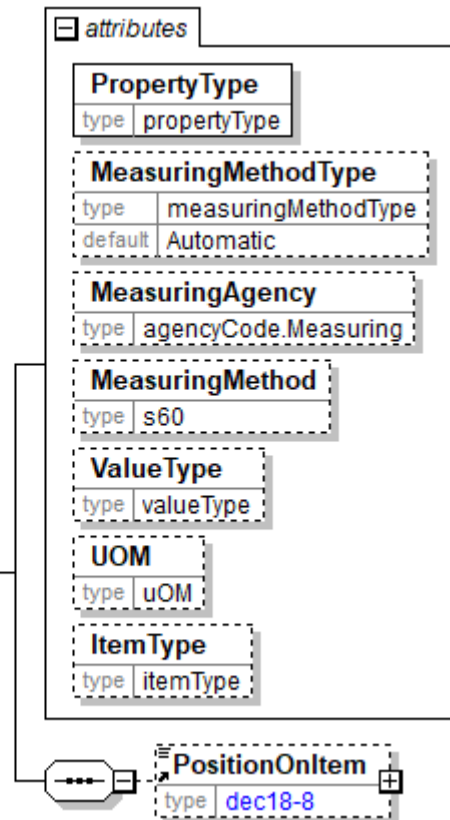 attributes
PropertyType
type propertyType
MeasuringMethodType
type measuringMethodType
default Automatic
MeasuringAgency
type agencyCode.Measuring
MeasuringMethod
type s60
ValueType
type valueType
UOM
type uOM
ItemType
type itemType
PositionOnItem
type dec18-8